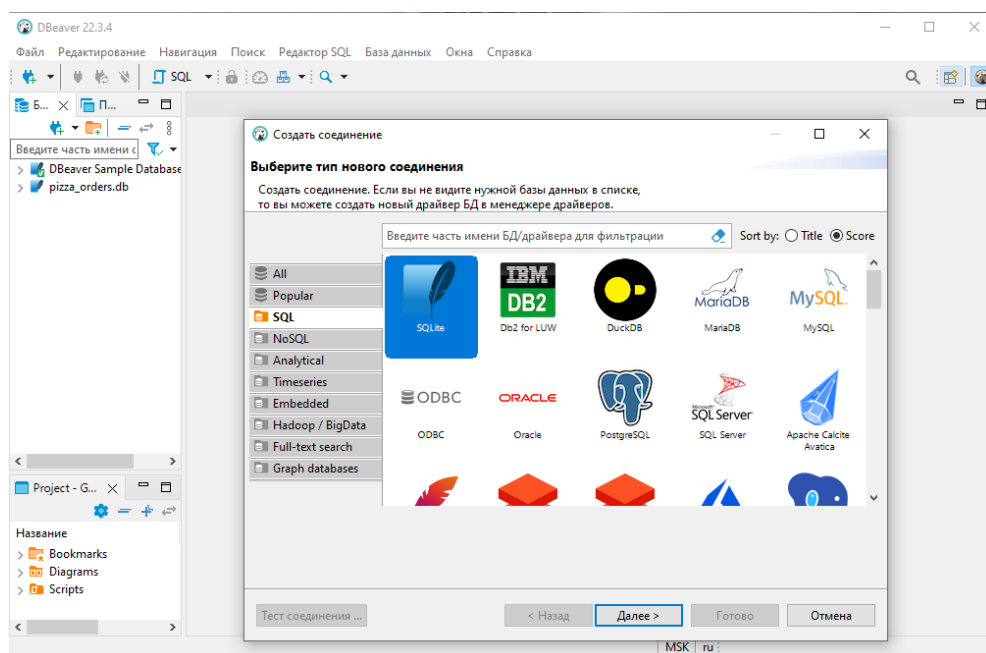 DBeaver 22.3.4
Файл Редактирование Навигация Поиск Редактор SQL База данных Окна Справка
SQL
Б...
П...
Введите часть имени с
DBeaver Sample Database
pizza_orders.db
Project - G...
Название
Bookmarks
Diagrams
Scripts
Создать соединение
Выберите тип нового соединения
Создать соединение. Если вы не видите нужной базы данных в списке,
то вы можете создать новый драйвер БД в менеджере драйверов.
Введите часть имени БД/драйвера для фильтрации
Sort by: Title Score
All
Popular
SQL
NoSQL
Analytical
Timeseries
Embedded
Hadoop / BigData
Full-text search
Graph databases
IBM
DB2
MariaDB
MySQL
SQLite
Db2 for LUW
DuckDB
MariaDB
MySQL
ODBC
ORACLE
Microsoft
SQL Server
ODBC
Oracle
PostgreSQL
SQL Server
Apache Calcite
Avatica
Тест соединения ...
< Назад
Далее >
Готово
Отмена
MSK
ru